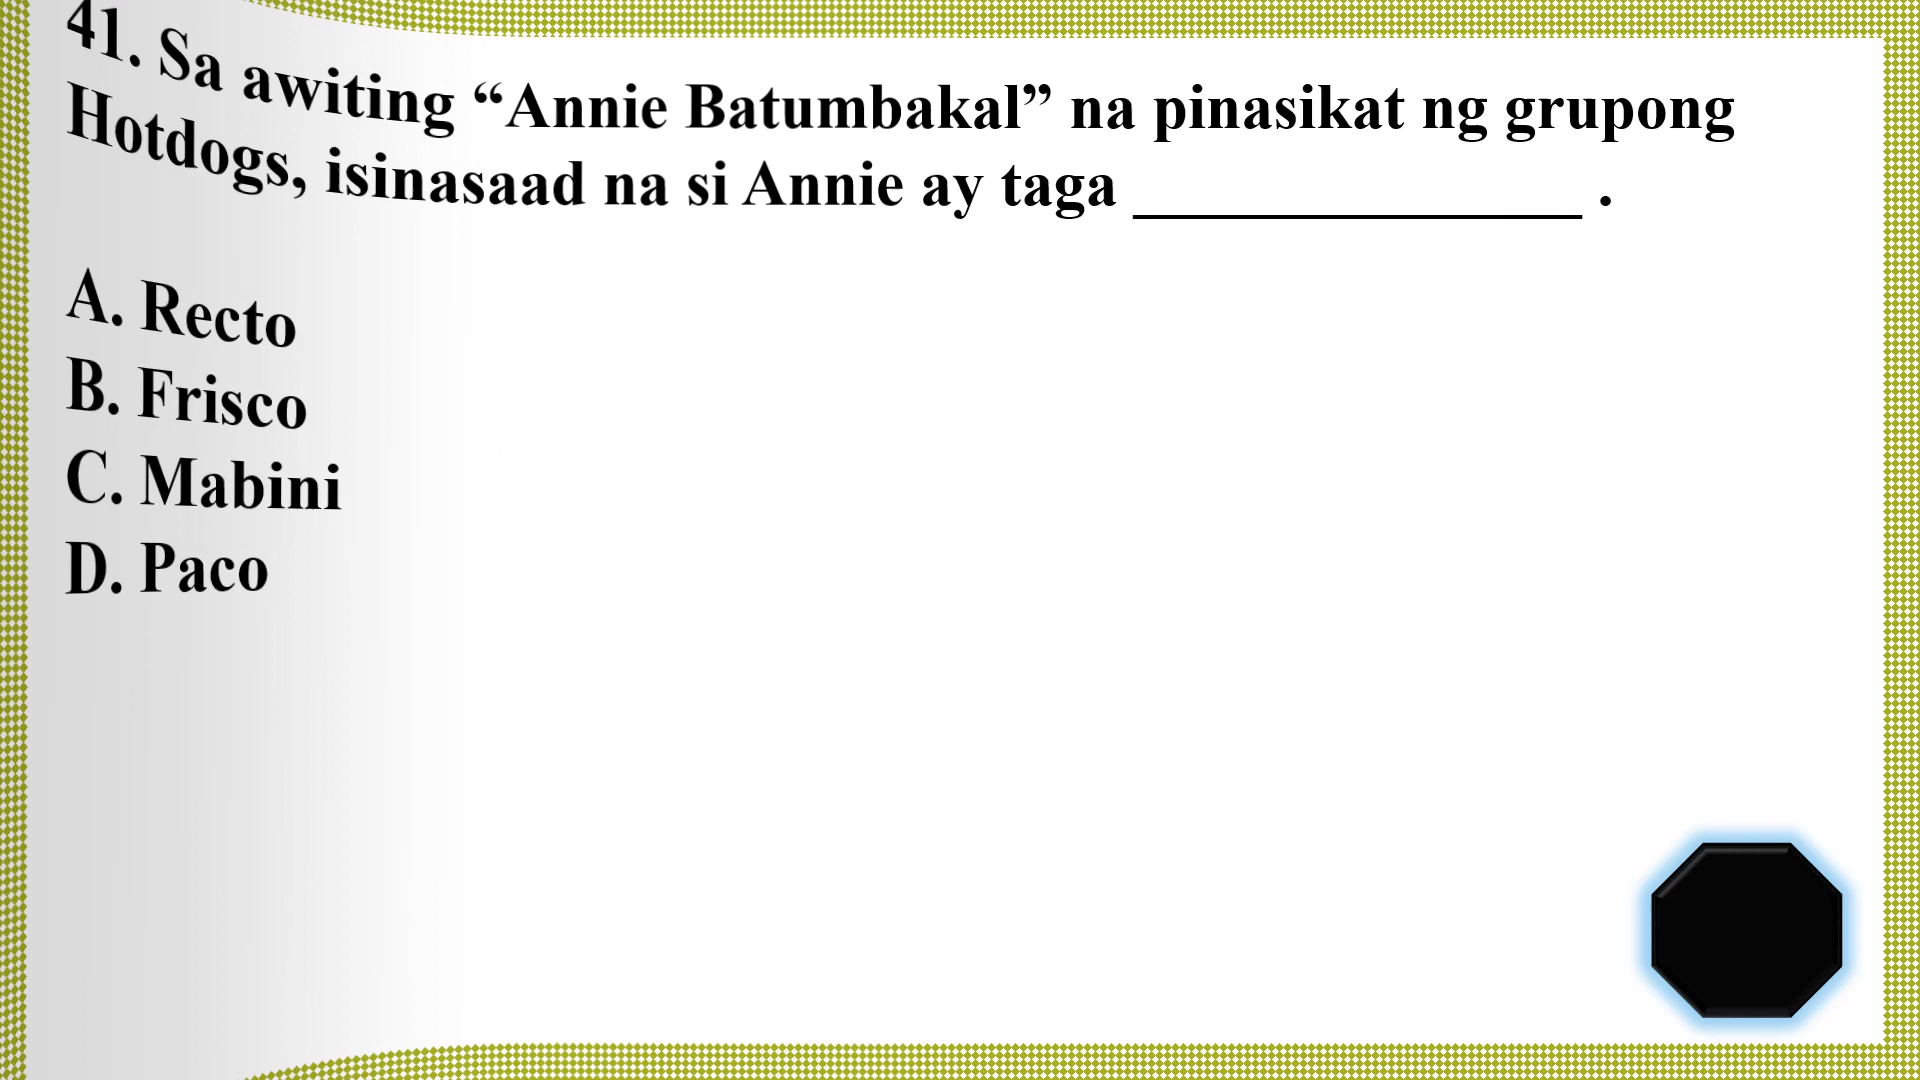 41. Sa awiting “Annie Batumbakal” na pinasikat ng grupong
Hotdogs, isinasaad na si Annie ay taga ______________ .
A. Recto
B. Frisco
C. Mabini
D. Paco